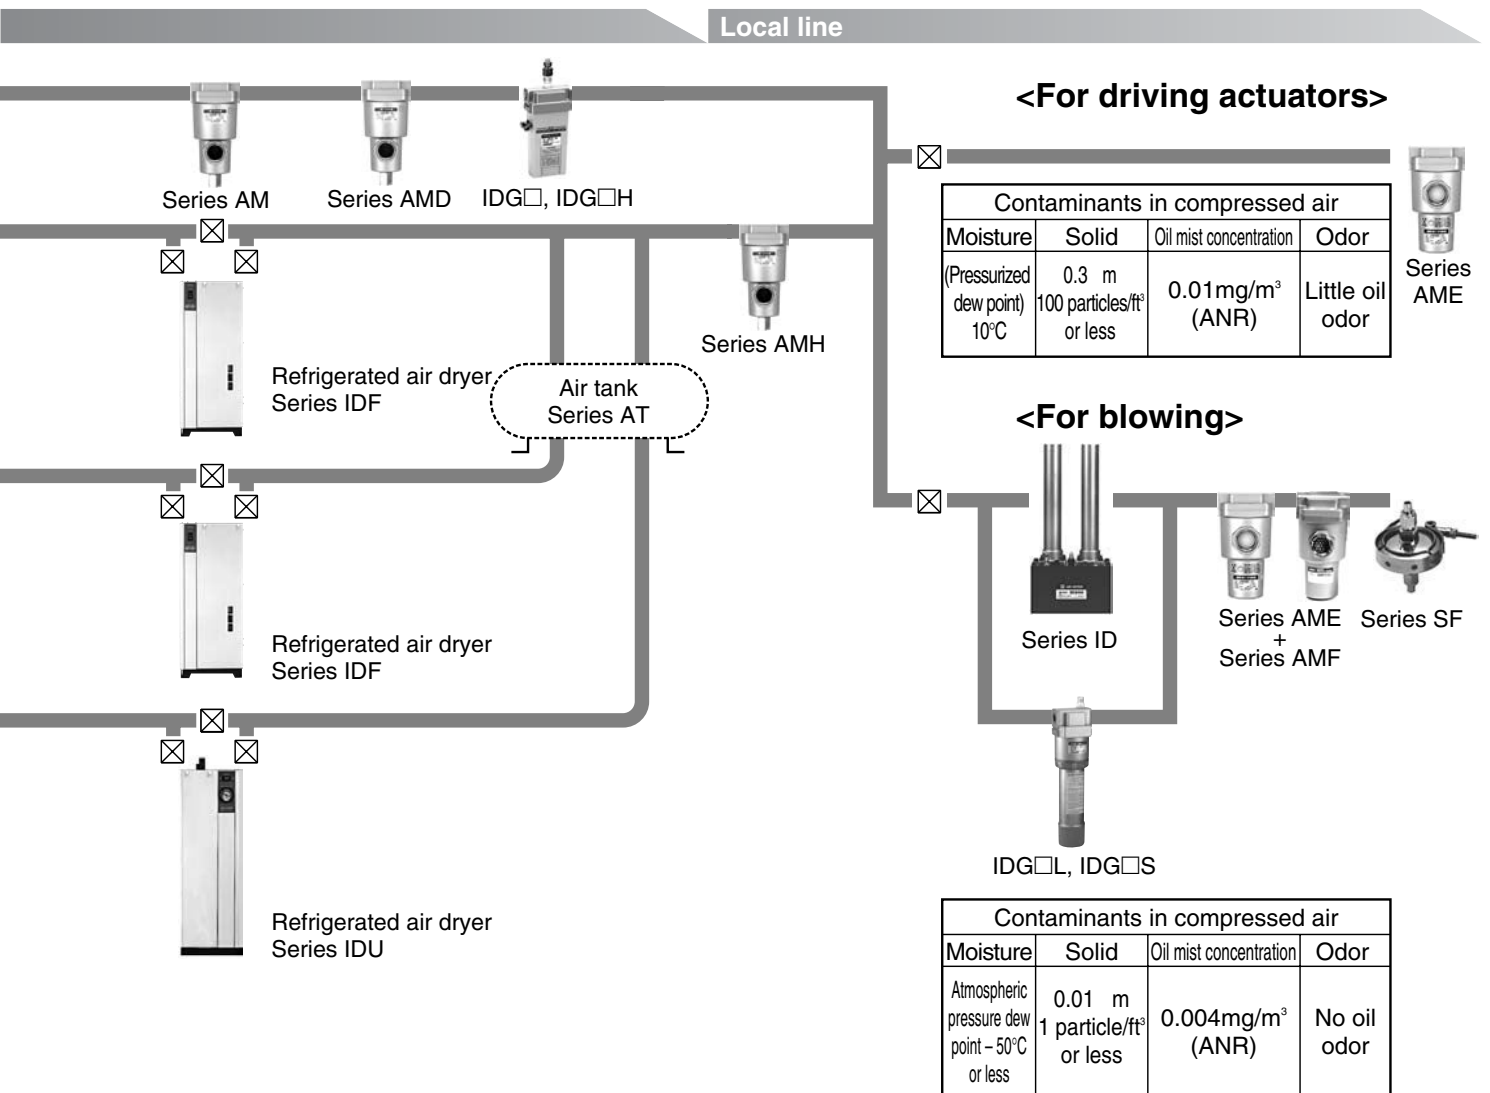 Local line
<For driving actuators>
Series AM
Series AMD
IDG□, IDG□H
Contaminants in compressed air
Moisture Solid Oil mist concentration Odor
(Pressurized
dew point)
10°C
0.3 m
100 particles/ft³
or less
0.01mg/m³
(ANR)
Little oil
odor
Series
AME
Series AMH
Refrigerated air dryer
Series IDF
Air tank
Series AT
<For blowing>
Series ID
Series AME
+
Series AMF
Series SF
Refrigerated air dryer
Series IDF
IDG□L, IDG□S
Refrigerated air dryer
Series IDU
Contaminants in compressed air
Moisture Solid Oil mist concentration Odor
Atmospheric
pressure dew
point – 50°C
or less
0.01 m
1 particle/ft³
or less
0.004mg/m³
(ANR)
No oil
odor